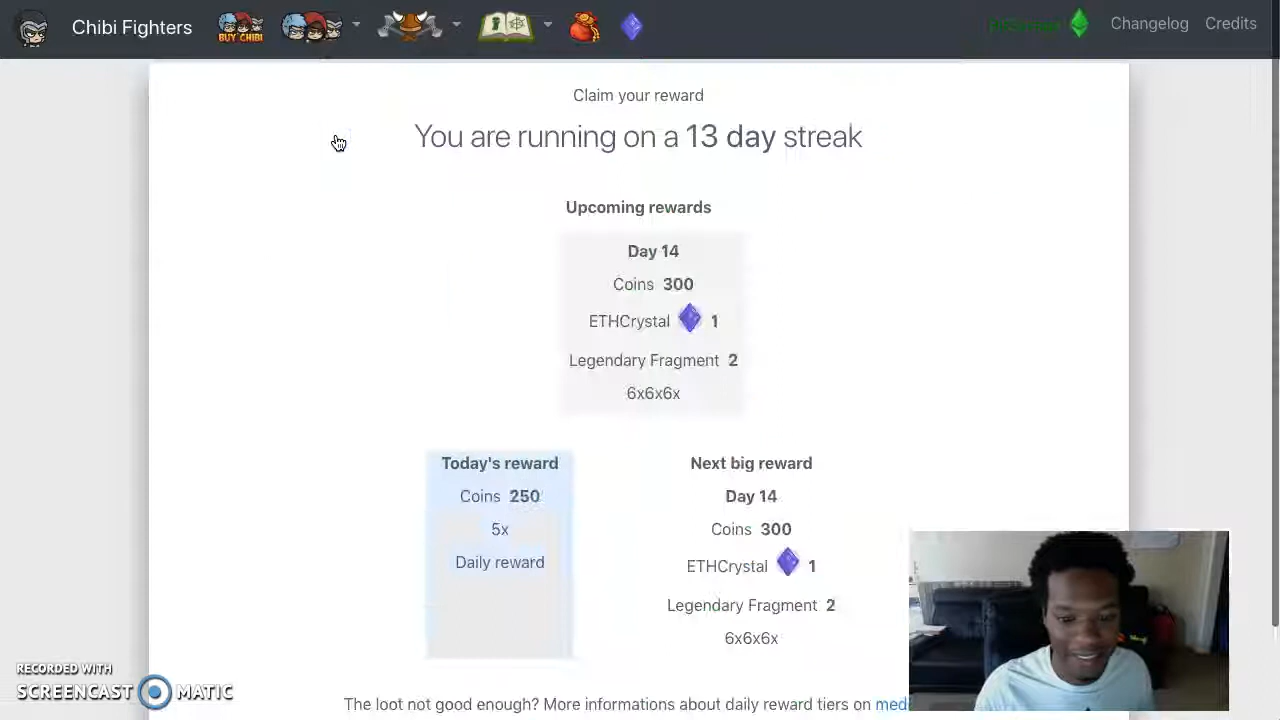 BUY CHIBI
Chibi Fighters
Changelog
Credits
Claim your reward
You are running on a 13 day streak
Upcoming rewards
Day 14
Coins 300
ETHCrystal 1
Legendary Fragment 2
6x6x6x
Today's reward
Coins 250
5x
Daily reward
Next big reward
Day 14
Coins 300
ETHCrystal 1
Legendary Fragment 2
6x6x6x
RECORDED WITH
SCREENCAST MATIC
The loot not good enough? More informations about daily reward tiers on med